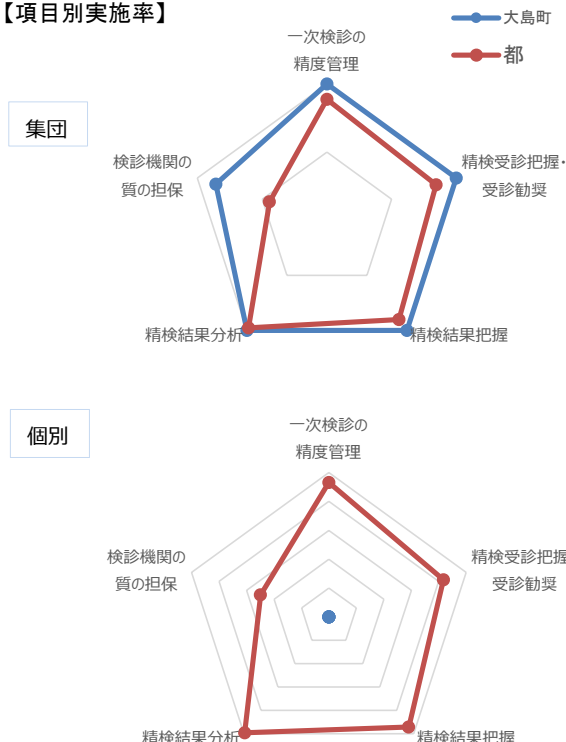 【項目別実施率】
大島町
都
集団
一次検診の
精度管理
精検受診把握・
受診勧奨
精検結果把握
精検結果分析
検診機関の
質の担保
個別
一次検診の
精度管理
精検受診把握
受診勧奨
精検結果把握
精検結果分析
検診機関の
質の担保